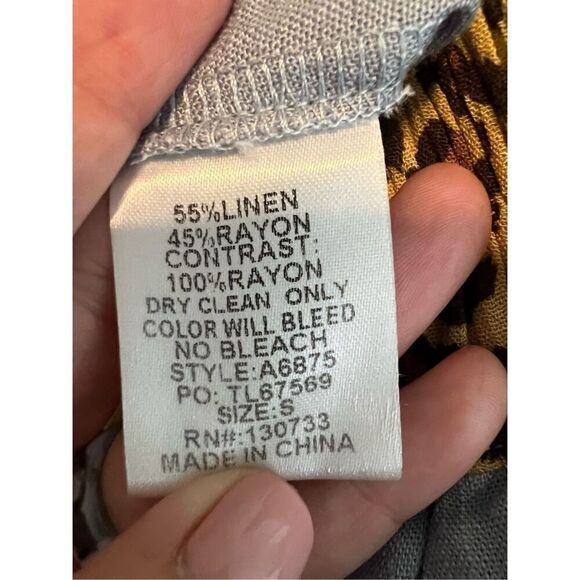 55%LINEN
45%RAYON
CONTRAST:
100%RAYON
DRY CLEAN ONLY
COLOR WILL BLEED
NO BLEACH
STYLE:A6875
PO: TL67569
SIZE:S
RN#:130733
MADE IN CHINA